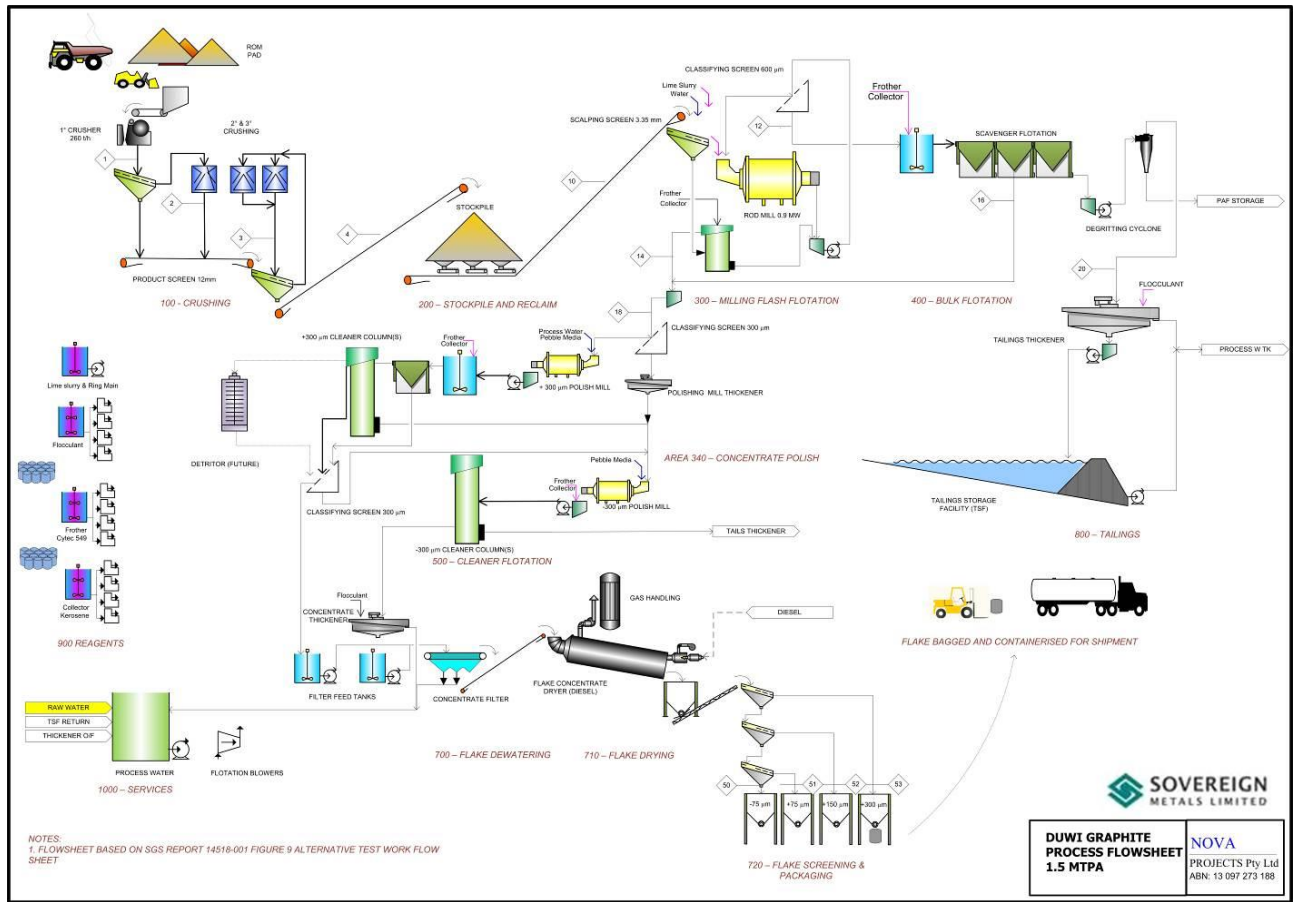 ROM
PAD
1° CRUSHER
260 t/h
2° & 3°
CRUSHING
1
2
3
4
PRODUCT SCREEN 12mm
100 - CRUSHING
STOCKPILE
10
200 – STOCKPILE AND RECLAIM
CLASSIFYING SCREEN 600 µm
Lime Slurry
Water
SCALPING SCREEN 3.35 mm
12
Frother
Collector
ROD MILL 0.9 MW
14
300 – MILLING FLASH FLOTATION
Frother
Collector
SCAVENGER FLOTATION
16
400 – BULK FLOTATION
DEGRITTING CYCLONE
PAF STORAGE
20
FLOCCULANT
TAILINGS THICKENER
PROCESS W TK
TAILINGS STORAGE
FACILITY (TSF)
800 – TAILINGS
18
CLASSIFYING SCREEN 300 µm
+300 µm CLEANER COLUMN(S)
Frother
Collector
Process Water
Pebble Media
+ 300 µm POLISH MILL
POLISHING MILL THICKENER
DETRITOR (FUTURE)
AREA 340 – CONCENTRATE POLISH
Pebble Media
Frother
Collector
-300 µm POLISH MILL
CLASSIFYING SCREEN 300 µm
TAILS THICKENER
-300 µm CLEANER COLUMN(S)
500 – CLEANER FLOTATION
Lime slurry & Ring Main
Flocculant
Frother
Cytec 549
Collector
Kerosene
900 REAGENTS
Flocculant
CONCENTRATE
THICKENER
GAS HANDLING
DIESEL
FILTER FEED TANKS
CONCENTRATE FILTER
FLAKE CONCENTRATE
DRYER (DIESEL)
700 – FLAKE DEWATERING
710 – FLAKE DRYING
FLAKE BAGGED AND CONTAINERISED FOR SHIPMENT
RAW WATER
TSF RETURN
THICKENER O/F
PROCESS WATER
FLOTATION BLOWERS
1000 – SERVICES
50
51
52
53
-75 µm
+75 µm
+150 µm
+300 µm
720 – FLAKE SCREENING &
PACKAGING
NOTES:
1. FLOWSHEET BASED ON SGS REPORT 14518-001 FIGURE 9 ALTERNATIVE TEST WORK FLOW
SHEET
SOVEREIGN
METALS LIMITED
DUWI GRAPHITE
PROCESS FLOWSHEET
1.5 MTPA
NOVA
PROJECTS Pty Ltd
ABN: 13 097 273 188